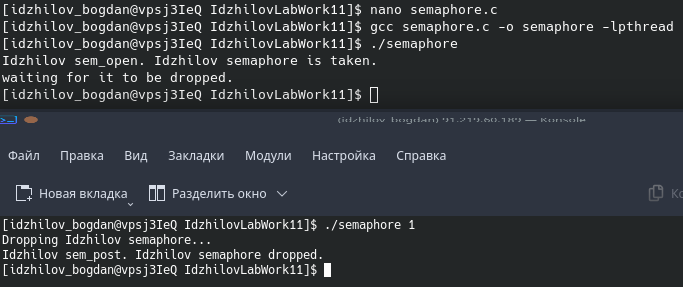 [idzhilov_bogdan@vpsj3IeQ IdzhilovLabWork11]$ nano semaphore.c
[idzhilov_bogdan@vpsj3IeQ IdzhilovLabWork11]$ gcc semaphore.c -o semaphore -lpthread
[idzhilov_bogdan@vpsj3IeQ IdzhilovLabWork11]$ ./semaphore
Idzhilov sem_open. Idzhilov semaphore is taken.
waiting for it to be dropped.
[idzhilov_bogdan@vpsj3IeQ IdzhilovLabWork11]$
(idzhilov_bogdan) 91.219.60.189 — Konsole
Файл Правка Вид Закладки Модули Настройка Справка
Новая вкладка Разделить окно
[idzhilov_bogdan@vpsj3IeQ IdzhilovLabWork11]$ ./semaphore 1
Dropping Idzhilov semaphore...
Idzhilov sem_post. Idzhilov semaphore dropped.
[idzhilov_bogdan@vpsj3IeQ IdzhilovLabWork11]$